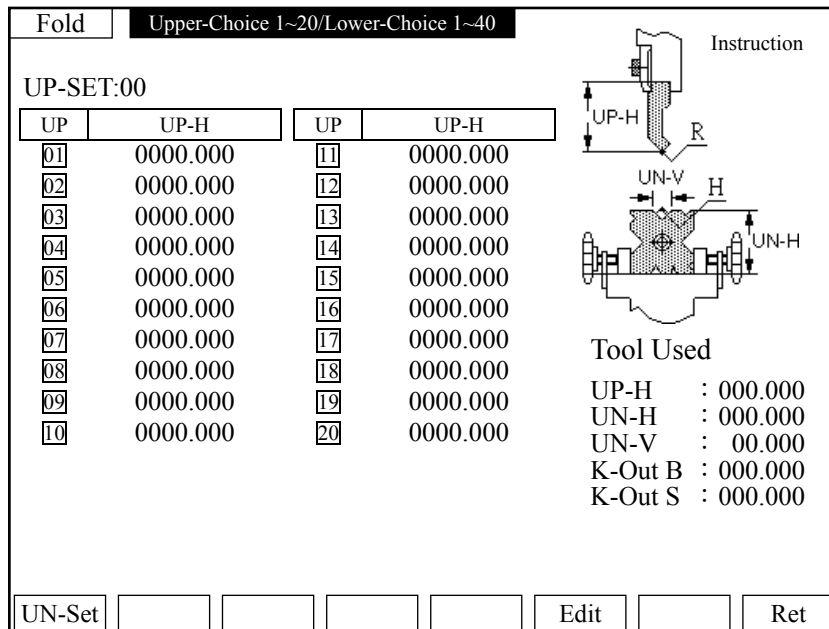 Fold
Upper-Choice 1~20/Lower-Choice 1~40
Instruction
UP-SET:00
UP UP-H UP UP-H
01 0000.000 11 0000.000
02 0000.000 12 0000.000
03 0000.000 13 0000.000
04 0000.000 14 0000.000
05 0000.000 15 0000.000
06 0000.000 16 0000.000
07 0000.000 17 0000.000
08 0000.000 18 0000.000
09 0000.000 19 0000.000
10 0000.000 20 0000.000
UP-H
R
UN-V
H
UN-H
Tool Used
UP-H : 000.000
UN-H : 000.000
UN-V : 00.000
K-Out B : 000.000
K-Out S : 000.000
UN-Set Edit Ret